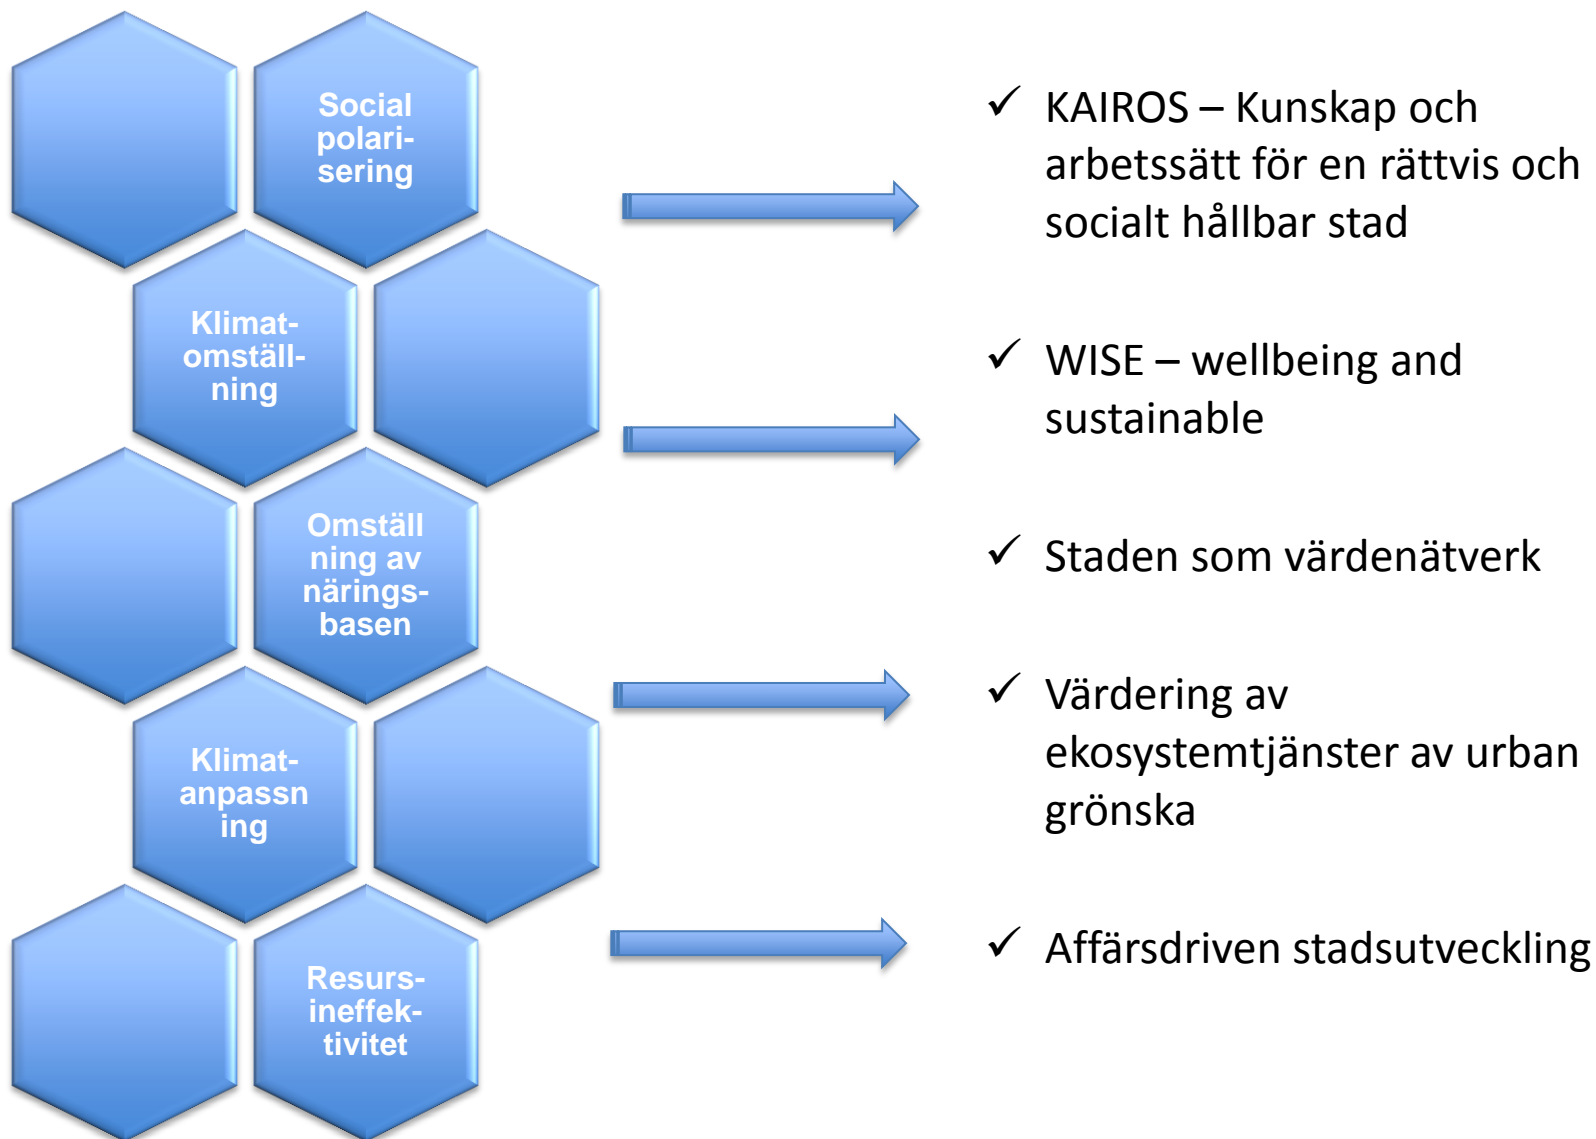 Social
polari-
sering
Klimat-
omställ-
ning
Omställ
ning av
närings-
basen
Klimat-
anpassn
ing
Resurs-
ineffek-
tivitet
✓ KAIROS – Kunskap och
arbetssätt för en rättvis och
socialt hållbar stad
✓ WISE – wellbeing and
sustainable
✓ Staden som värdenätverk
✓ Värdering av
ekosystemtjänster av urban
grönska
✓ Affärsdriven stadsutveckling